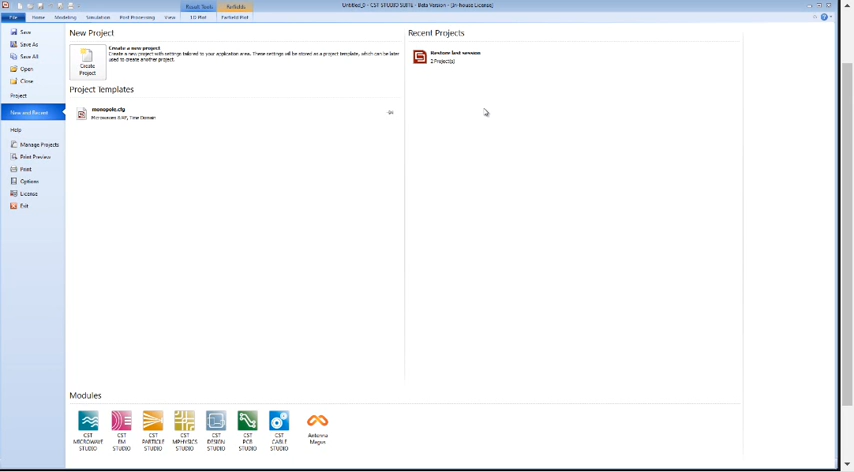 Untitled_0 - CST STUDIO SUITE - Beta Version - [In-house License]
Result Tools
Farfields
File
Home
Modeling
Simulation
Post Processing
View
1D Plot
Farfield Plot
Save
Save As
Save All
Open
Close
Project
New and Recent
Help
Manage Projects
Print Preview
Print
Options
License
Exit
New Project
Create Project
Create a new project
Create a new project with settings tailored to your application area. These settings will be stored as a project template, which can be later
used to create another project.
Project Templates
monopole.cfg
Microwaves & RF, Time Domain
Recent Projects
Restore last session
2 Project(s)
Modules
CST MICROWAVE STUDIO
CST EM STUDIO
CST PARTICLE STUDIO
CST MPHYSICS STUDIO
CST DESIGN STUDIO
CST PCB STUDIO
CST CABLE STUDIO
Antenna Magus